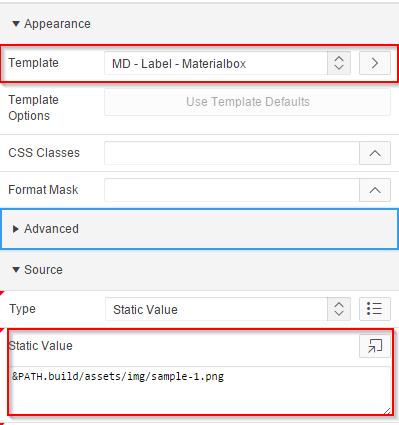 Appearance
Template MD - Label - Materialbox
Template Options Use Template Defaults
CSS Classes
Format Mask
Advanced
Source
Type Static Value
Static Value
&PATH.build/assets/img/sample-1.png